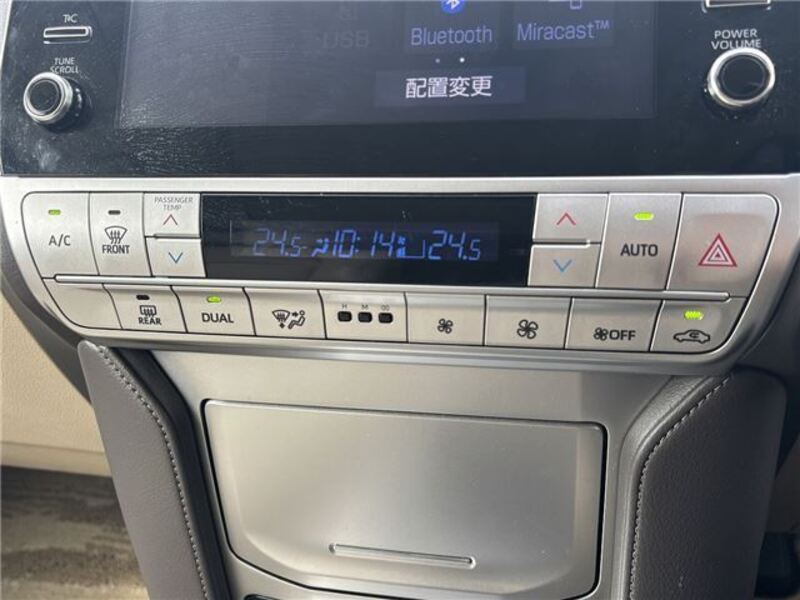 T·C
TUNE
SCROLL
USB
Bluetooth
Miracast™
配置変更
POWER
VOLUME
A/C
FRONT
PASSENGER
TEMP
24.5
10:14
24.5
AUTO
REAR
DUAL
H M 00
OFF